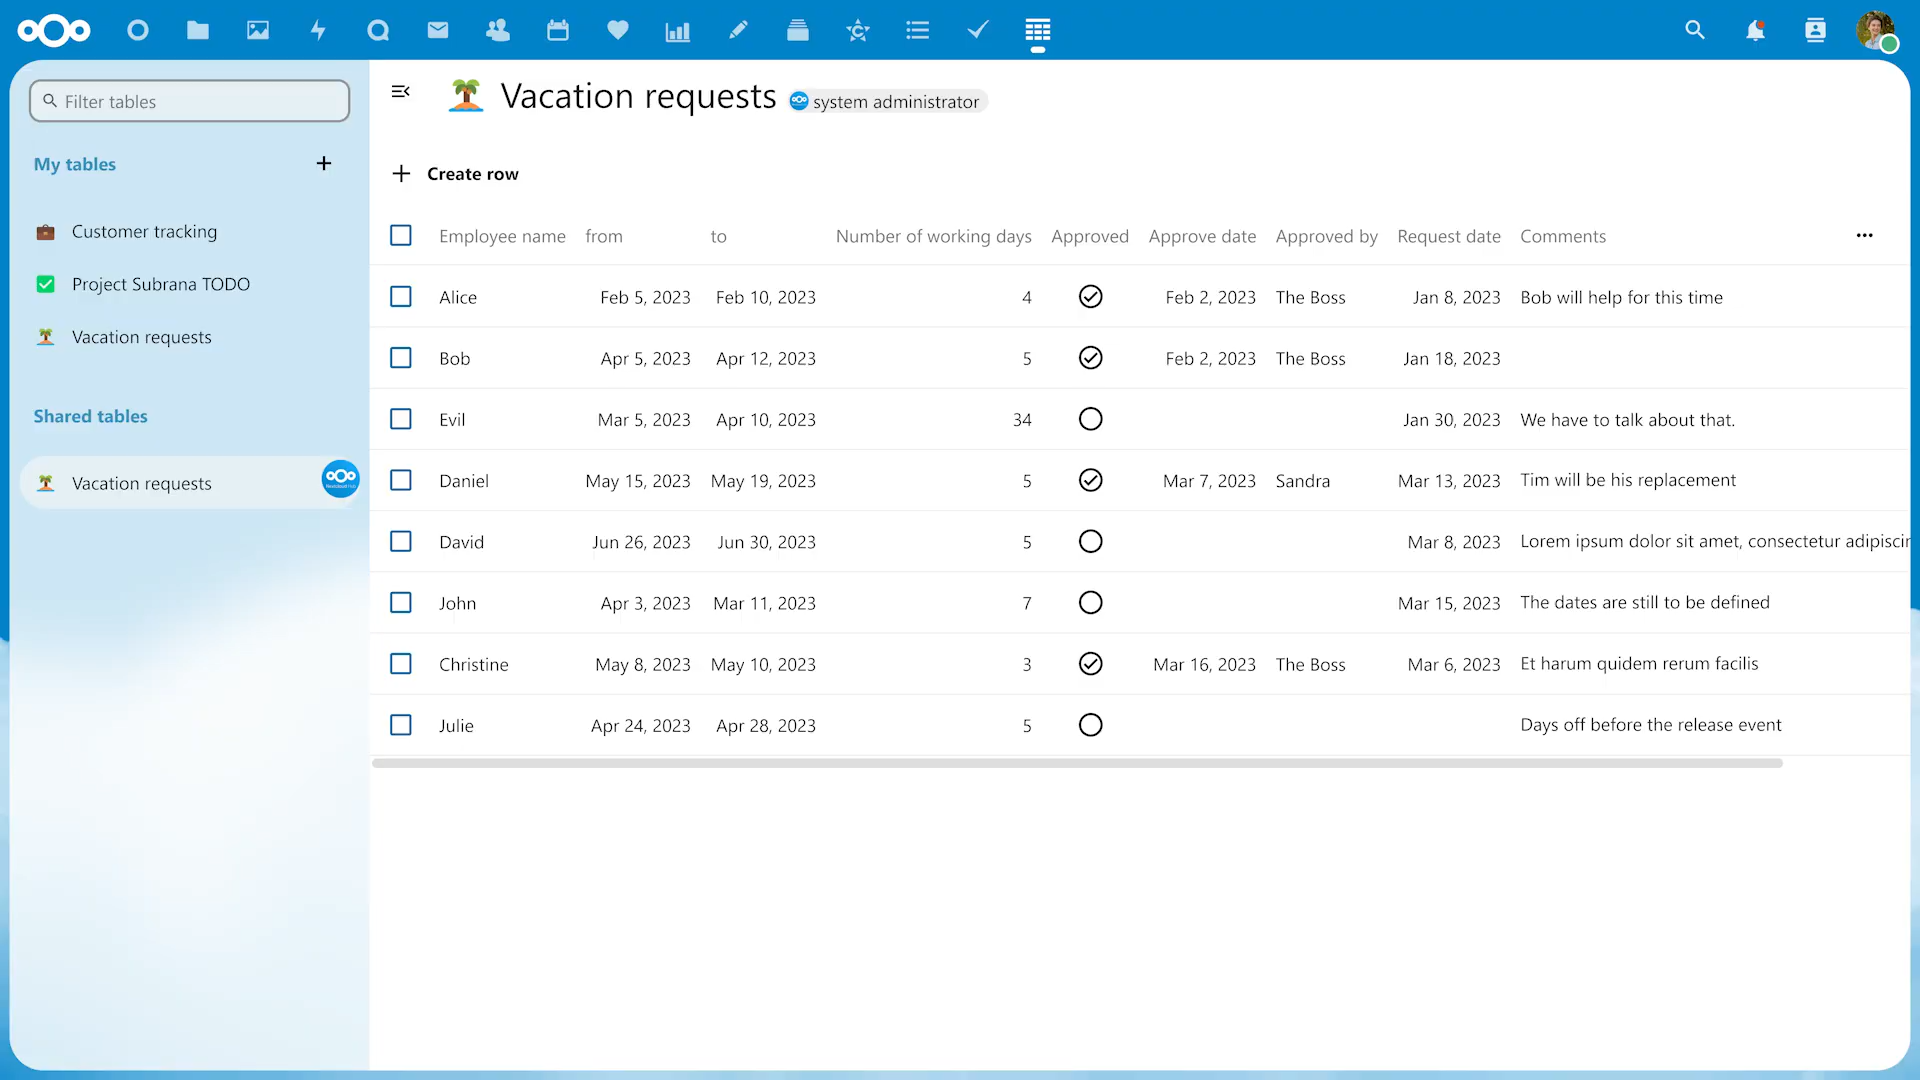 Filter tables
My tables
Customer tracking
Project Subrana TODO
Vacation requests
Shared tables
Vacation requests
Vacation requests system administrator
Create row
Employee name from to Number of working days Approved Approve date Approved by Request date Comments
Alice Feb 5, 2023 Feb 10, 2023 4 Feb 2, 2023 The Boss Jan 8, 2023 Bob will help for this time
Bob Apr 5, 2023 Apr 12, 2023 5 Feb 2, 2023 The Boss Jan 18, 2023
Evil Mar 5, 2023 Apr 10, 2023 34 Jan 30, 2023 We have to talk about that.
Daniel May 15, 2023 May 19, 2023 5 Mar 7, 2023 Sandra Mar 13, 2023 Tim will be his replacement
David Jun 26, 2023 Jun 30, 2023 5 Mar 8, 2023 Lorem ipsum dolor sit amet, consectetur adipiscin
John Apr 3, 2023 Mar 11, 2023 7 Mar 15, 2023 The dates are still to be defined
Christine May 8, 2023 May 10, 2023 3 Mar 16, 2023 The Boss Mar 6, 2023 Et harum quidem rerum facilis
Julie Apr 24, 2023 Apr 28, 2023 5 Days off before the release event